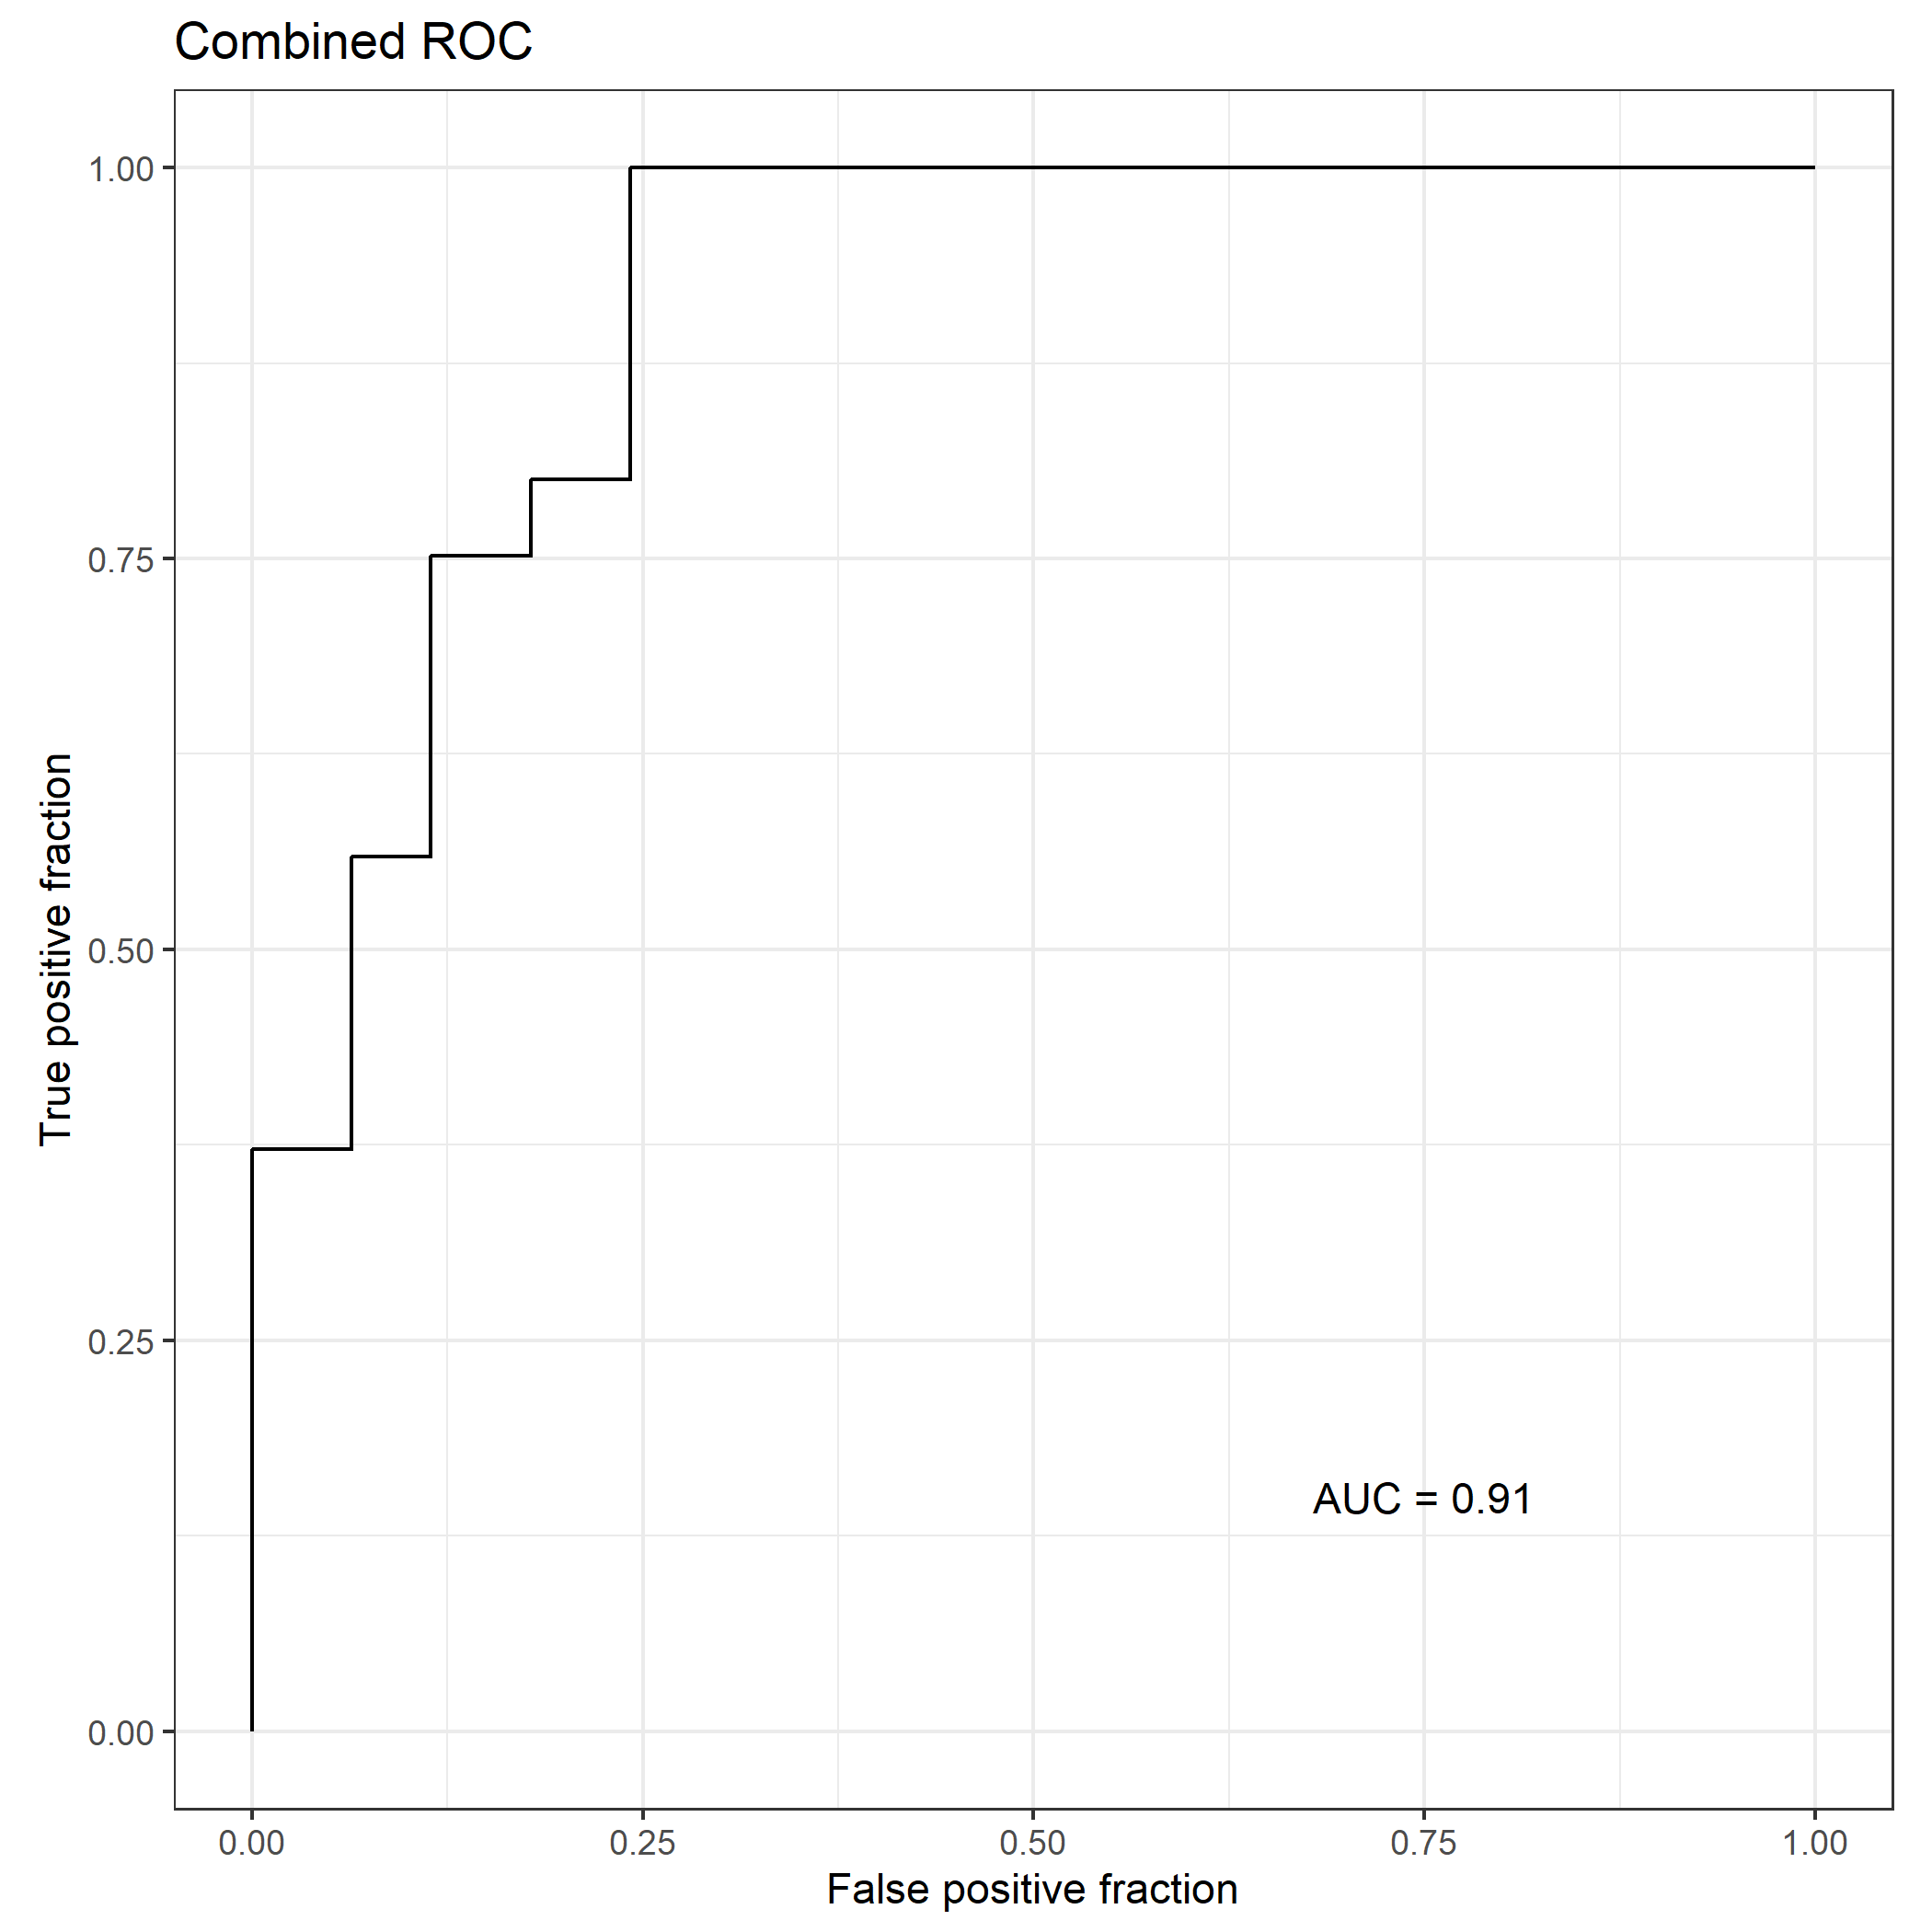 Combined ROC
1.00
0.75
0.50
0.25
0.00
True positive fraction
AUC = 0.91
0.00 0.25 0.50 0.75 1.00
False positive fraction